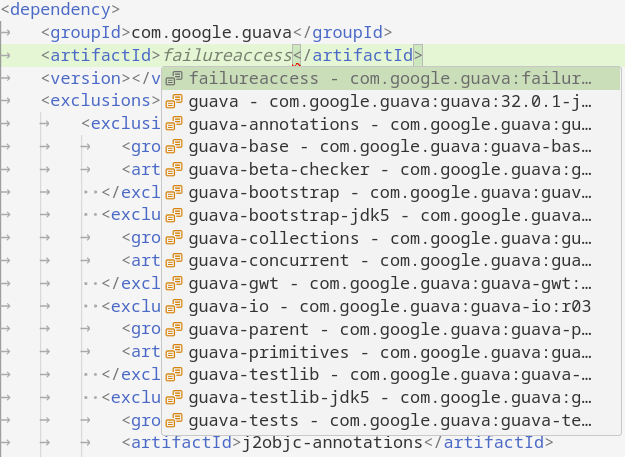 <dependency>
<groupId>com.google.guava</groupId>
<artifactId>failureaccess</artifactId>
<version></v
failureaccess - com.google.guava:failur…
<exclusions>
guava - com.google.guava:guava:32.0.1-j…
<exclusi
guava-annotations - com.google.guava:gu…
<gro
guava-base - com.google.guava:guava-bas…
<art
guava-beta-checker - com.google.guava:g…
</excl
guava-bootstrap - com.google.guava:guav…
<exclu
guava-bootstrap-jdk5 - com.google.guava…
<gro
guava-collections - com.google.guava:gu…
<art
guava-concurrent - com.google.guava:gua…
</excl
guava-gwt - com.google.guava:guava-gwt:…
<exclu
guava-io - com.google.guava:guava-io:r03
<gro
guava-parent - com.google.guava:guava-p…
<art
guava-primitives - com.google.guava:gua…
</excl
guava-testlib - com.google.guava:guava-…
<exclu
guava-testlib-jdk5 - com.google.guava:g…
<gro
guava-tests - com.google.guava:guava-te…
<artifactId>j2objc-annotations</artifactId>